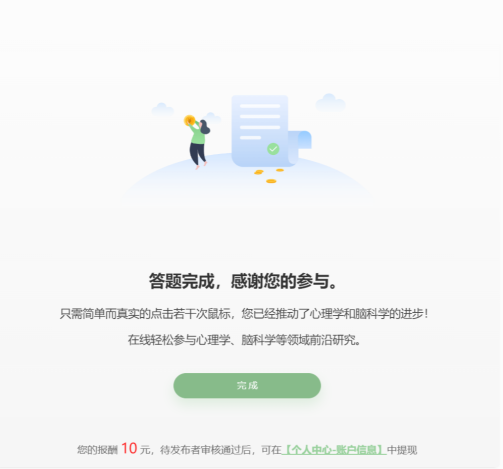 答题完成，感谢您的参与。
只需简单而真实的点击若干次鼠标，您已经推动了心理学和脑科学的进步！
在线轻松参与心理学、脑科学等领域前沿研究。
完成
您的报酬 10 元，待发布者审核通过后，可在【个人中心-账户信息】中提现